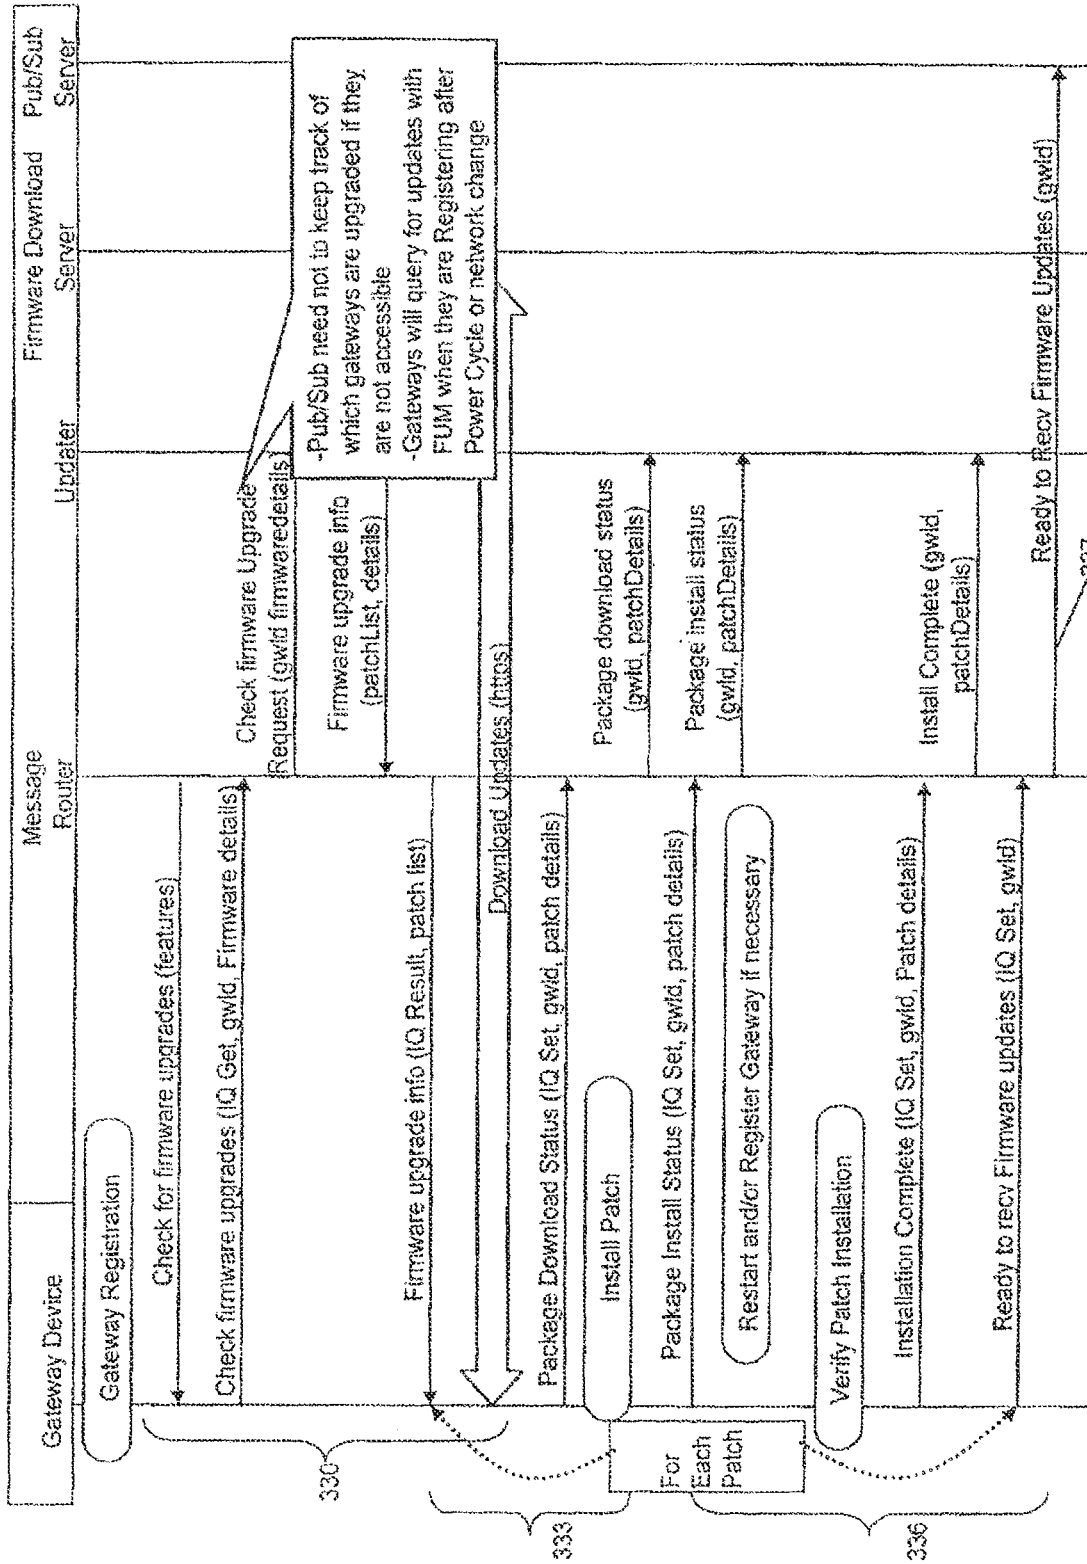 Gateway Device
Message
Router
Updater
Firmware Download
Server
Pub/Sub
Server
Gateway Registration
Check for firmware upgrades (features)
Check firmware upgrades (IQ Get, gwId, Firmware details)
Check firmware Upgrade
Request (gwId firmwaredetails)
-Pub/Sub need not to keep track of
which gateways are upgraded if they
are not accessible
-Gateways will query for updates with
FUM when they are Registering after
Power Cycle or network change
Firmware upgrade info
(patchList, details)
Firmware upgrade info (IQ Result, patch list)
Download Updates (https)
330
Package Download Status (IQ Set, gwId, patch details)
Package download status
(gwId, patchDetails)
333
Install Patch
For
Each
Patch
Package Install Status (IQ Set, gwId, patch details)
Package install status
(gwId, patchDetails)
Restart and/or Register Gateway if necessary
Verify Patch Installation
Installation Complete (IQ Set, gwId, Patch details)
Install Complete (gwId,
patchDetails)
336
Ready to recv Firmware updates (IQ Set, gwId)
Ready to Recv Firmware Updates (gwId)
337